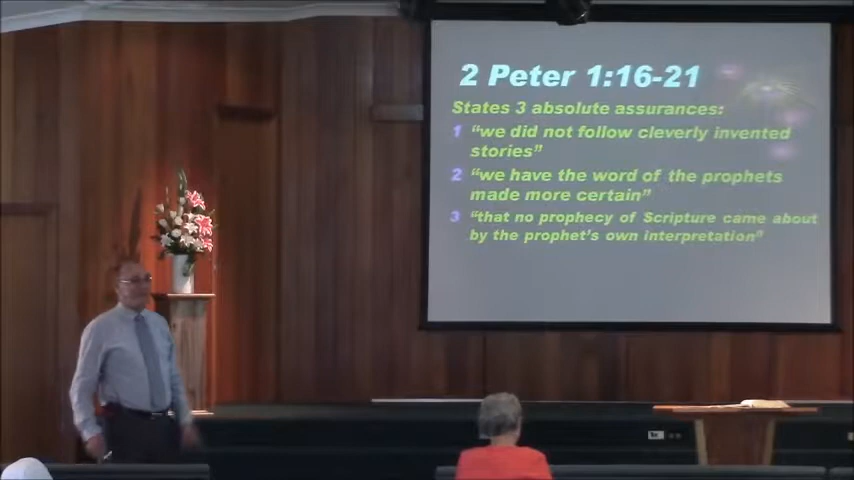 2 Peter 1:16-21
States 3 absolute assurances:
1 "we did not follow cleverly invented
stories"
2 "we have the word of the prophets
made more certain"
3 "that no prophecy of Scripture came about
by the prophet's own interpretation"